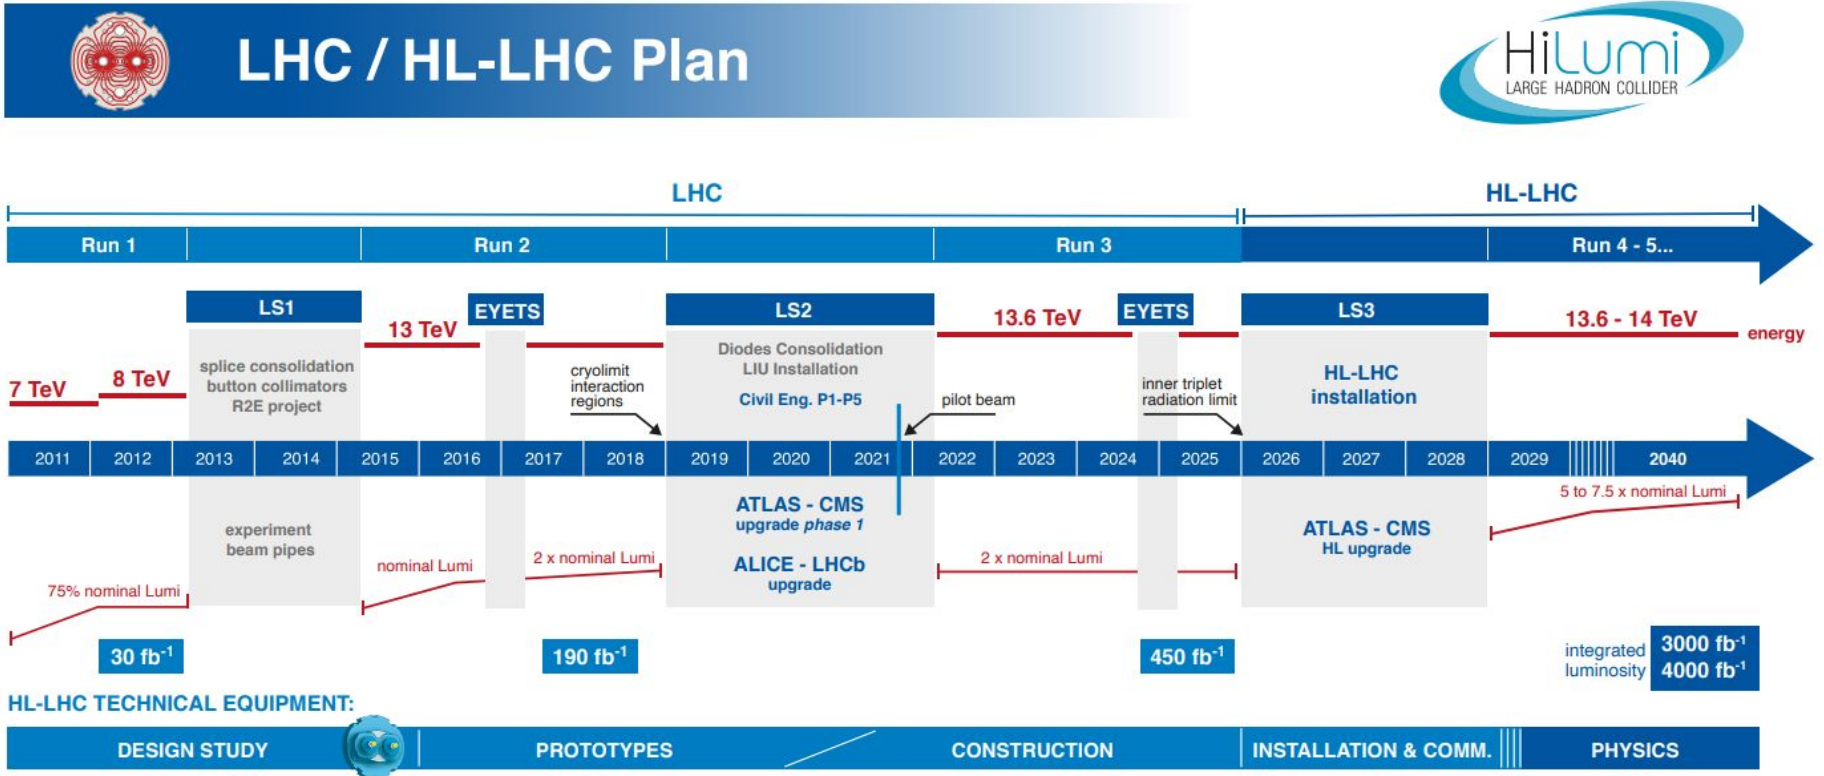 LHC / HL-LHC Plan
HiLumi
LARGE HADRON COLLIDER
LHC
HL-LHC
Run 1
Run 2
Run 3
Run 4 - 5...
LS1
EYETS
LS2
EYETS
LS3
13 TeV
13.6 TeV
13.6 - 14 TeV
energy
7 TeV
8 TeV
splice consolidation
button collimators
R2E project
cryolimit
interaction
regions
Diodes Consolidation
LIU Installation
Civil Eng. P1-P5
pilot beam
inner triplet
radiation limit
HL-LHC
installation
2011
2012
2013
2014
2015
2016
2017
2018
2019
2020
2021
2022
2023
2024
2025
2026
2027
2028
2029
2040
5 to 7.5 x nominal Lumi
experiment
beam pipes
ATLAS - CMS
upgrade phase 1
ALICE - LHCb
upgrade
ATLAS - CMS
HL upgrade
75% nominal Lumi
nominal Lumi
2 x nominal Lumi
2 x nominal Lumi
30 fb-1
190 fb-1
450 fb-1
integrated
luminosity
3000 fb-1
4000 fb-1
HL-LHC TECHNICAL EQUIPMENT:
DESIGN STUDY
PROTOTYPES
CONSTRUCTION
INSTALLATION & COMM.
PHYSICS